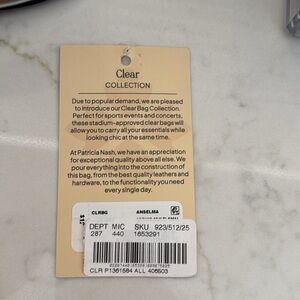 Clear
COLLECTION
Due to popular demand, we are pleased
to introduce our Clear Bag Collection.
Perfect for sports events and concerts,
these stadium-approved clear bags will
allow you to carry all your essentials while
looking chic at the same time.
At Patricia Nash, we have an appreciation
for exceptional quality above all else. We
pour everything into the construction of
this bag, from the best quality leathers and
hardware, to the functionality you need
every single day.
CLRBG ANSELMA
DEPT MIC SKU 923/512/25
287 440 1653291
CLR P1361584 ALL 406503